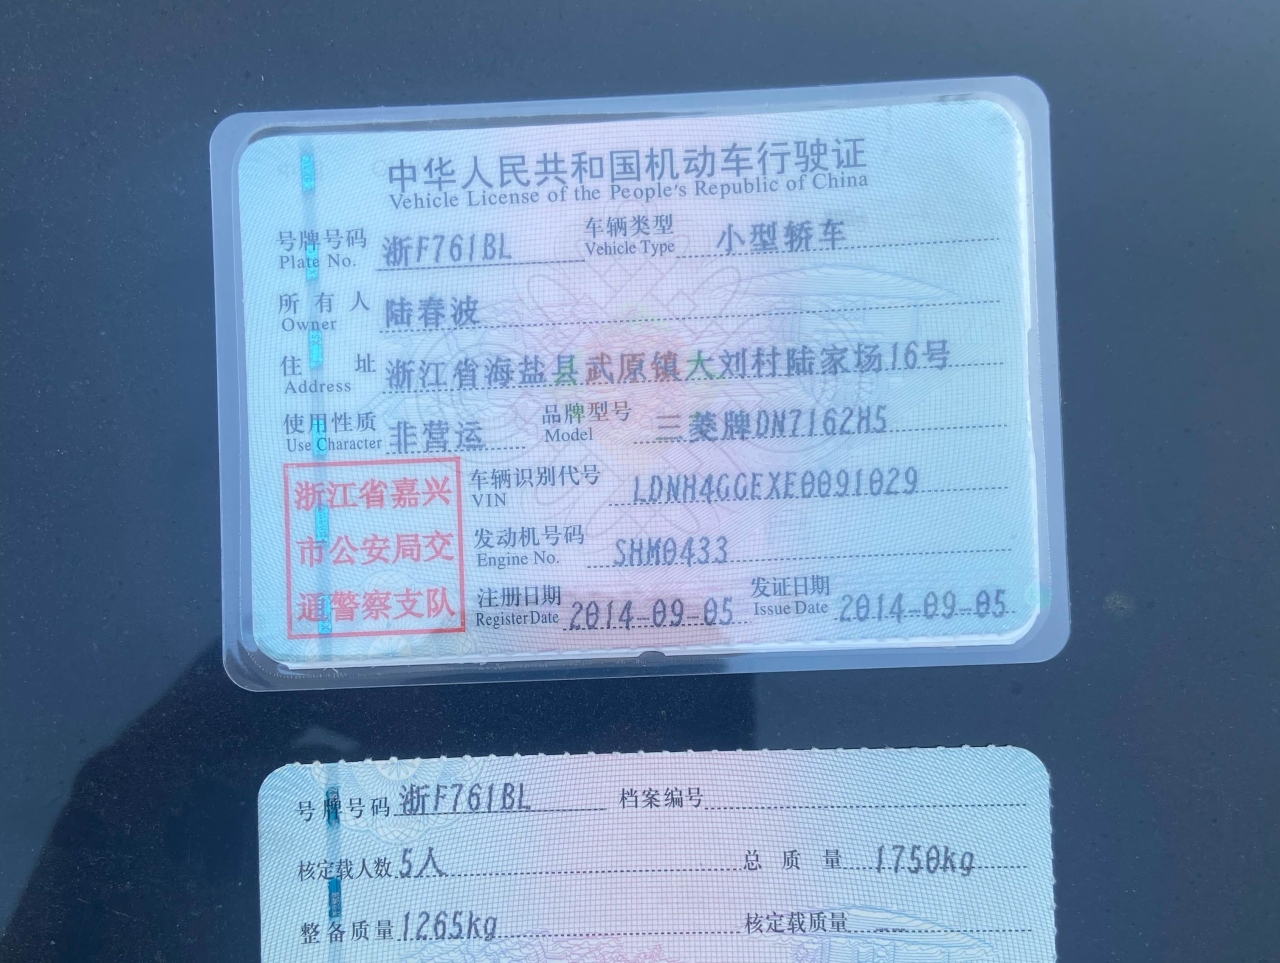 中华人民共和国机动车行驶证
Vehicle License of the People's Republic of China
号牌号码 浙F761BL 车辆类型 小型轿车
Plate No. Vehicle Type
所有人 陆春波
Owner
住址 浙江省海盐县武原镇大刘村陆家场16号
Address
使用性质 非营运 品牌型号 三菱牌DN7162H5
Use Character Model
浙江省嘉兴 车辆识别代号 LDNH4GGEXE0091029
VIN
市公安局交 发动机号码 SHM0433
Engine No.
通警察支队 注册日期 2014-09-05 发证日期 2014-09-05
Register Date Issue Date
号牌号码 浙F761BL 档案编号
核定载人数 5人 总质量 1750kg
整备质量 1265kg 核定载质量 --